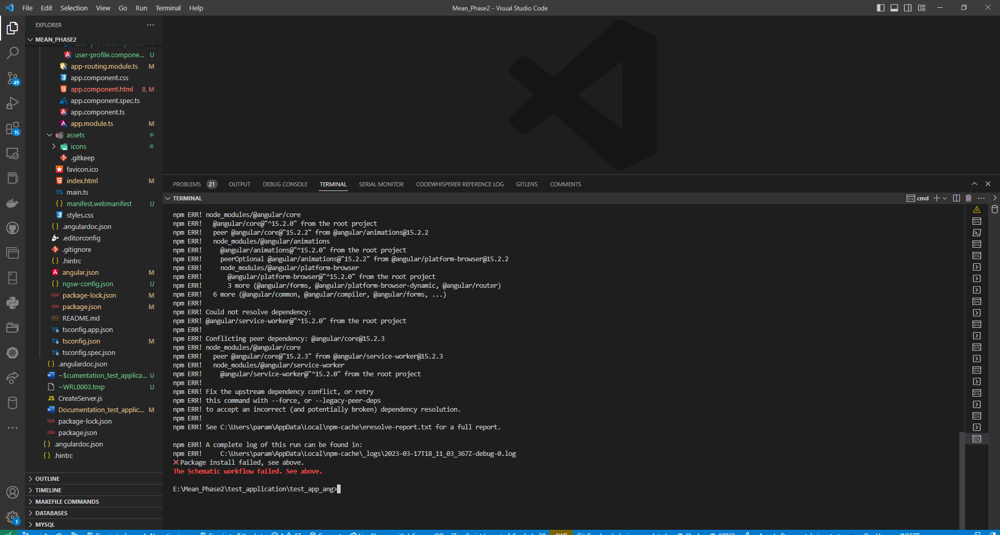 File Edit Selection View Go Run Terminal Help
Mean_Phase2 - Visual Studio Code
EXPLORER
MEAN_PHASE2
user-profile.compone... U
app-routing.module.ts M
app.component.css
app.component.html 8, M
app.component.spec.ts
app.component.ts
app.module.ts M
assets
icons
.gitkeep
favicon.ico
index.html M
main.ts
manifest.webmanifest U
styles.css
.angulardoc.json
.editorconfig
.gitignore
.hintrc
angular.json M
ngsw-config.json U
package-lock.json M
package.json M
README.md
tsconfig.app.json
tsconfig.json M
tsconfig.spec.json
.angulardoc.json
~$cumentation_test_applica... U
~WRL0003.tmp U
CreateServer.js
Documentation_test_applic... M
package-lock.json
package.json
.angulardoc.json
.hintrc
OUTLINE
TIMELINE
MAKEFILE COMMANDS
DATABASES
MYSQL
49
15
1
PROBLEMS 21 OUTPUT DEBUG CONSOLE TERMINAL SERIAL MONITOR CODEWHISPERER REFERENCE LOG GITLENS COMMENTS
TERMINAL
cmd
npm ERR! node_modules/@angular/core
npm ERR!   @angular/core@"^15.2.0" from the root project
npm ERR!   peer @angular/core@"15.2.2" from @angular/animations@15.2.2
npm ERR!   node_modules/@angular/animations
npm ERR!     @angular/animations@"^15.2.0" from the root project
npm ERR!     peerOptional @angular/animations@"15.2.2" from @angular/platform-browser@15.2.2
npm ERR!     node_modules/@angular/platform-browser
npm ERR!       @angular/platform-browser@"^15.2.0" from the root project
npm ERR!       3 more (@angular/forms, @angular/platform-browser-dynamic, @angular/router)
npm ERR!   6 more (@angular/common, @angular/compiler, @angular/forms, ...)
npm ERR!
npm ERR! Could not resolve dependency:
npm ERR! @angular/service-worker@"^15.2.0" from the root project
npm ERR!
npm ERR! Conflicting peer dependency: @angular/core@15.2.3
npm ERR! node_modules/@angular/core
npm ERR!   peer @angular/core@"15.2.3" from @angular/service-worker@15.2.3
npm ERR!   node_modules/@angular/service-worker
npm ERR!     @angular/service-worker@"^15.2.0" from the root project
npm ERR!
npm ERR! Fix the upstream dependency conflict, or retry
npm ERR! this command with --force, or --legacy-peer-deps
npm ERR! to accept an incorrect (and potentially broken) dependency resolution.
npm ERR!
npm ERR! See C:\Users\param\AppData\Local\npm-cache\eresolve-report.txt for a full report.
npm ERR! A complete log of this run can be found in:
npm ERR!     C:\Users\param\AppData\Local\npm-cache\_logs\2023-03-17T18_11_03_367Z-debug-0.log
Package install failed, see above.
The Schematic workflow failed. See above.
E:\Mean_Phase2\test_application\test_app_ang>